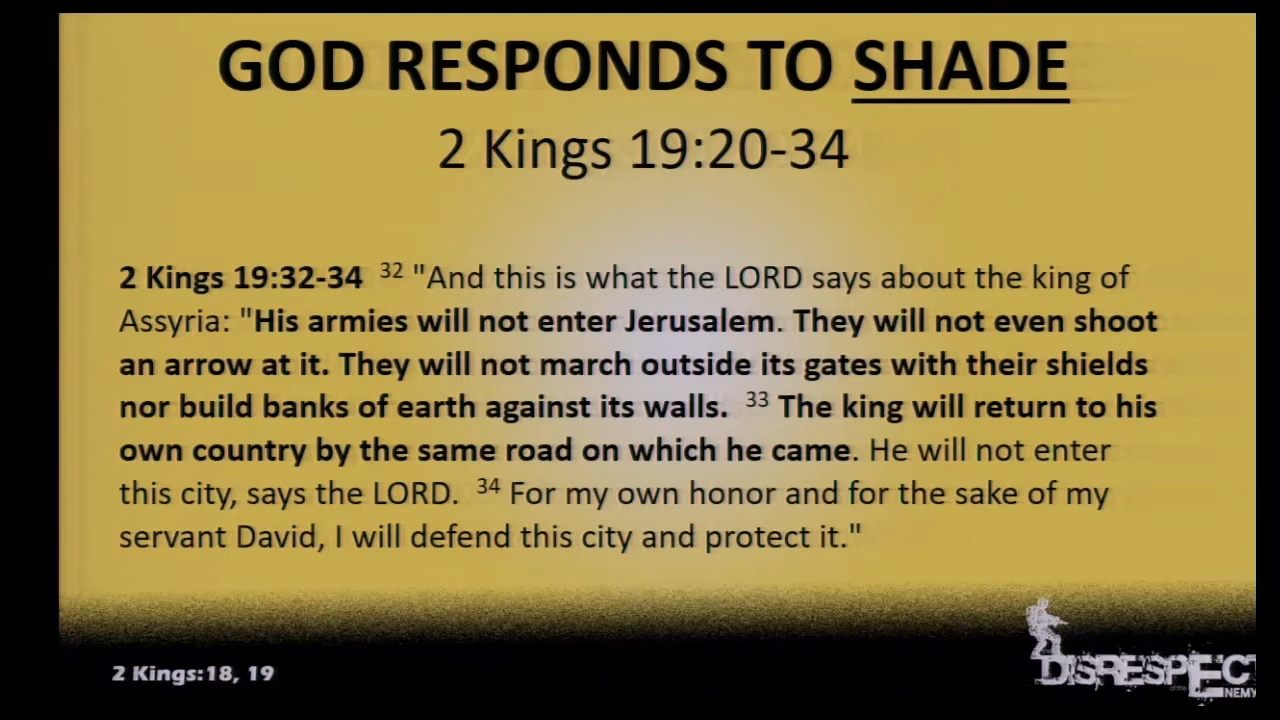 GOD RESPONDS TO SHADE
2 Kings 19:20-34
2 Kings 19:32-34 32 "And this is what the LORD says about the king of
Assyria: "His armies will not enter Jerusalem. They will not even shoot
an arrow at it. They will not march outside its gates with their shields
nor build banks of earth against its walls. 33 The king will return to his
own country by the same road on which he came. He will not enter
this city, says the LORD. 34 For my own honor and for the sake of my
servant David, I will defend this city and protect it."
2 Kings:18, 19
DISRESPECT
of the ENEMY